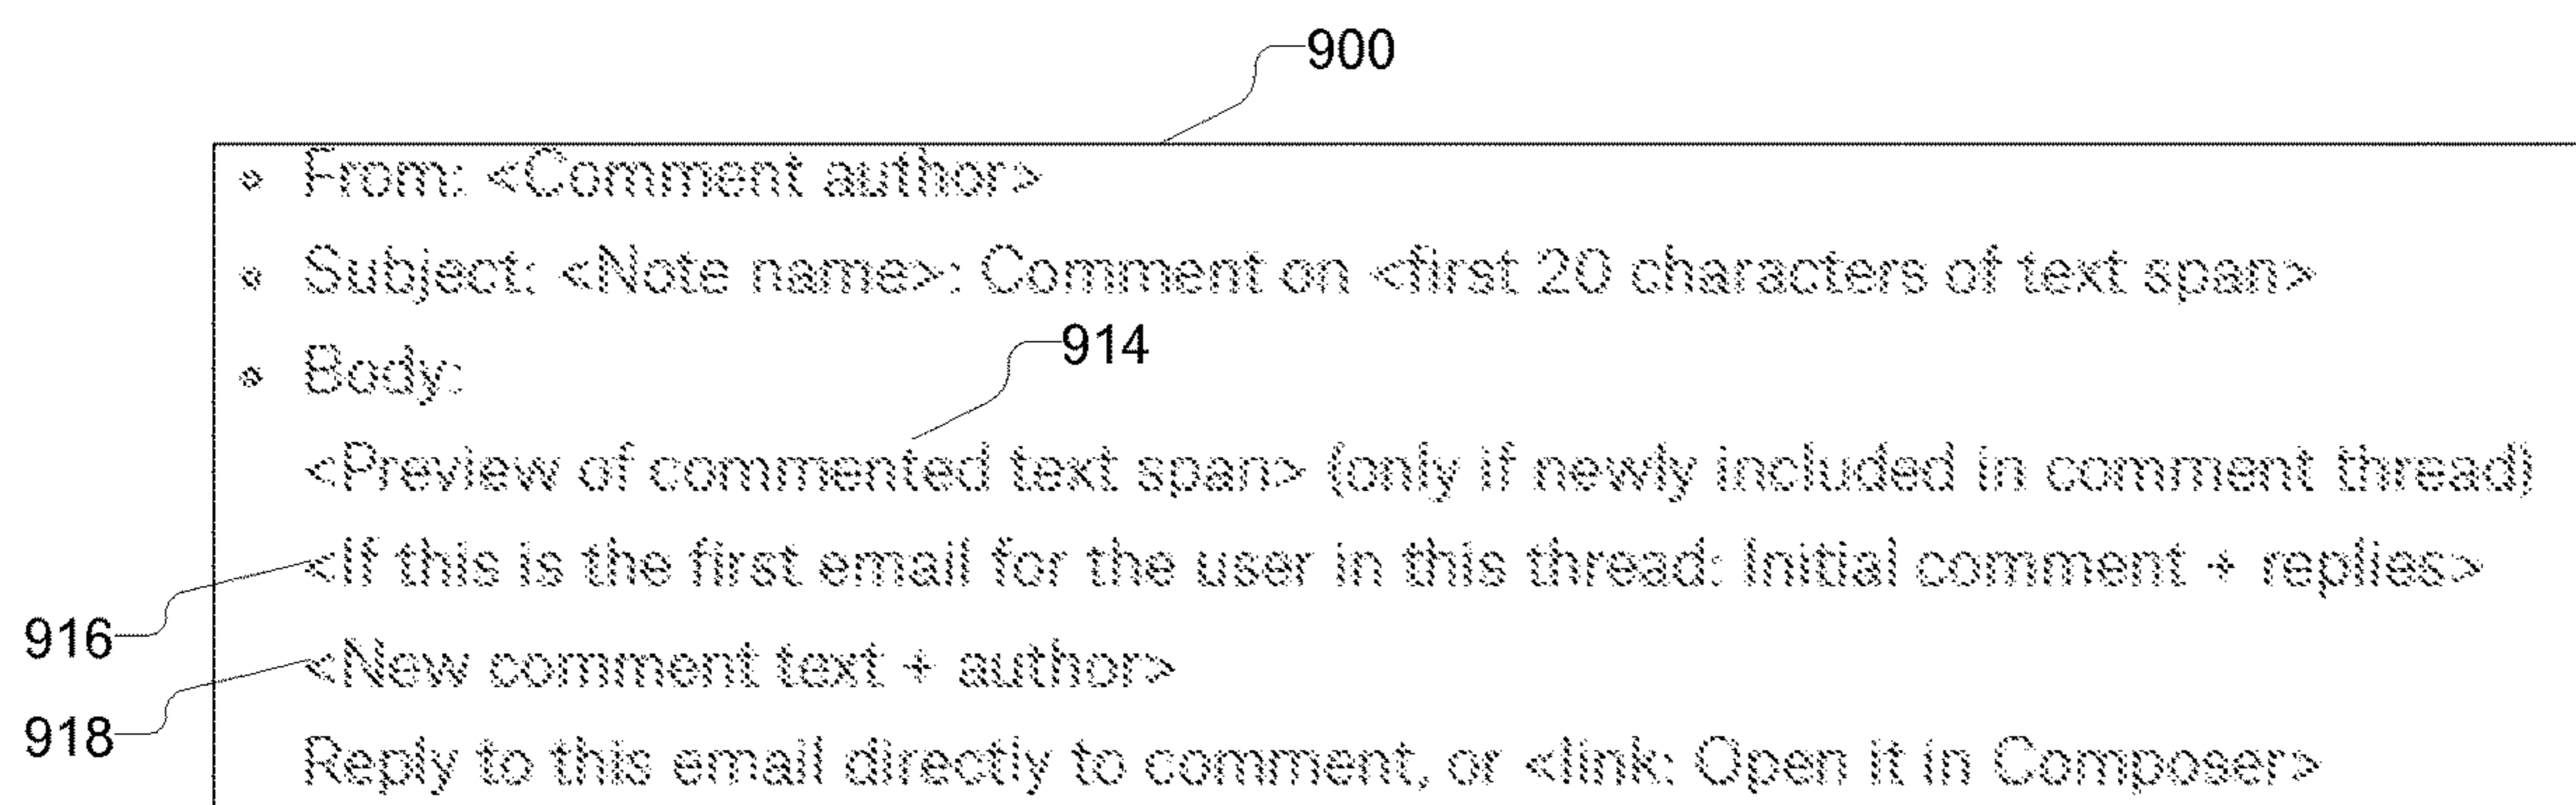 900
• From: <Comment author>
• Subject: <Note name>: Comment on <first 20 characters of text span>
914
• Body:
<Preview of commented text span> (only if newly included in comment thread)
<If this is the first email for the user in this thread: Initial comment + replies>
916
<New comment text + author>
918
Reply to this email directly to comment, or <link: Open it in Composer>